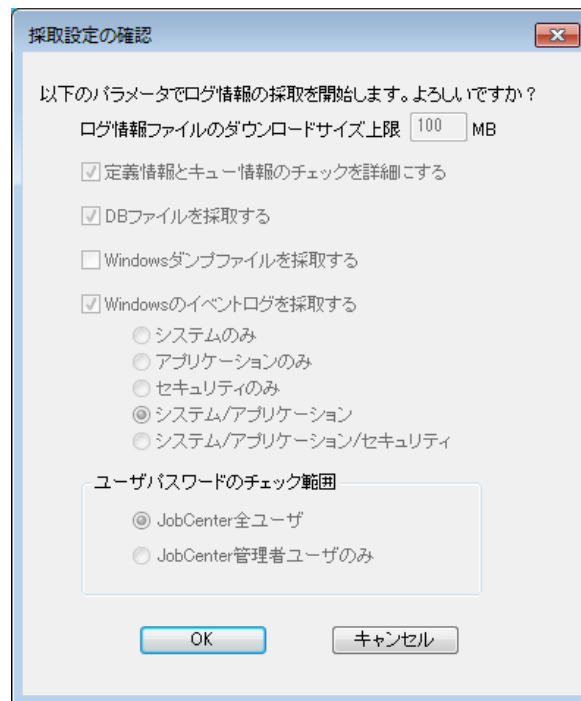 採取設定の確認
以下のパラメータでログ情報の採取を開始します。よろしいですか？
ログ情報ファイルのダウンロードサイズ上限 100 MB
定義情報とキュー情報のチェックを詳細にする
DBファイルを採取する
Windowsダンプファイルを採取する
Windowsのイベントログを採取する
システムのみ
アプリケーションのみ
セキュリティのみ
システム/アプリケーション
システム/アプリケーション/セキュリティ
ユーザパスワードのチェック範囲
JobCenter全ユーザ
JobCenter管理者ユーザのみ
OK キャンセル